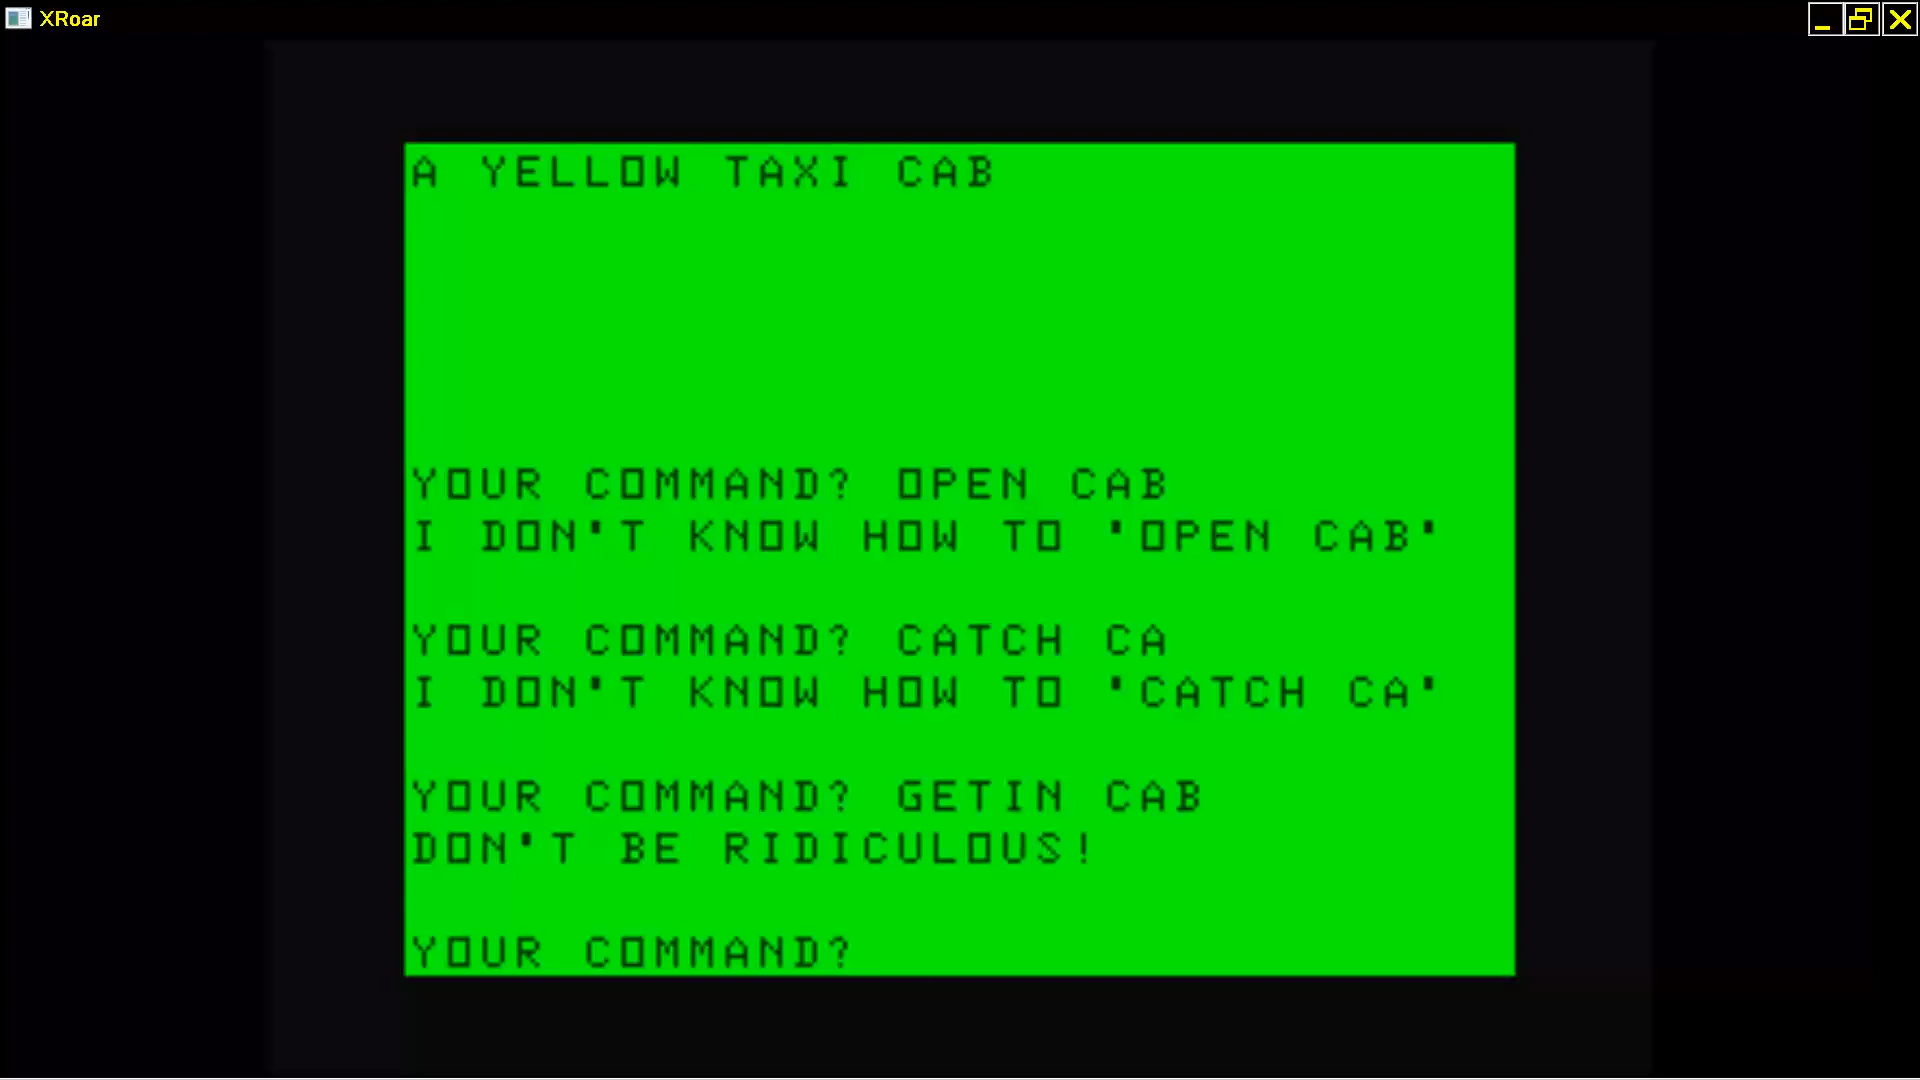 XRoar
A YELLOW TAXI CAB
YOUR COMMAND? OPEN CAB
I DON'T KNOW HOW TO 'OPEN CAB'
YOUR COMMAND? CATCH CA
I DON'T KNOW HOW TO 'CATCH CA'
YOUR COMMAND? GETIN CAB
DON'T BE RIDICULOUS!
YOUR COMMAND?